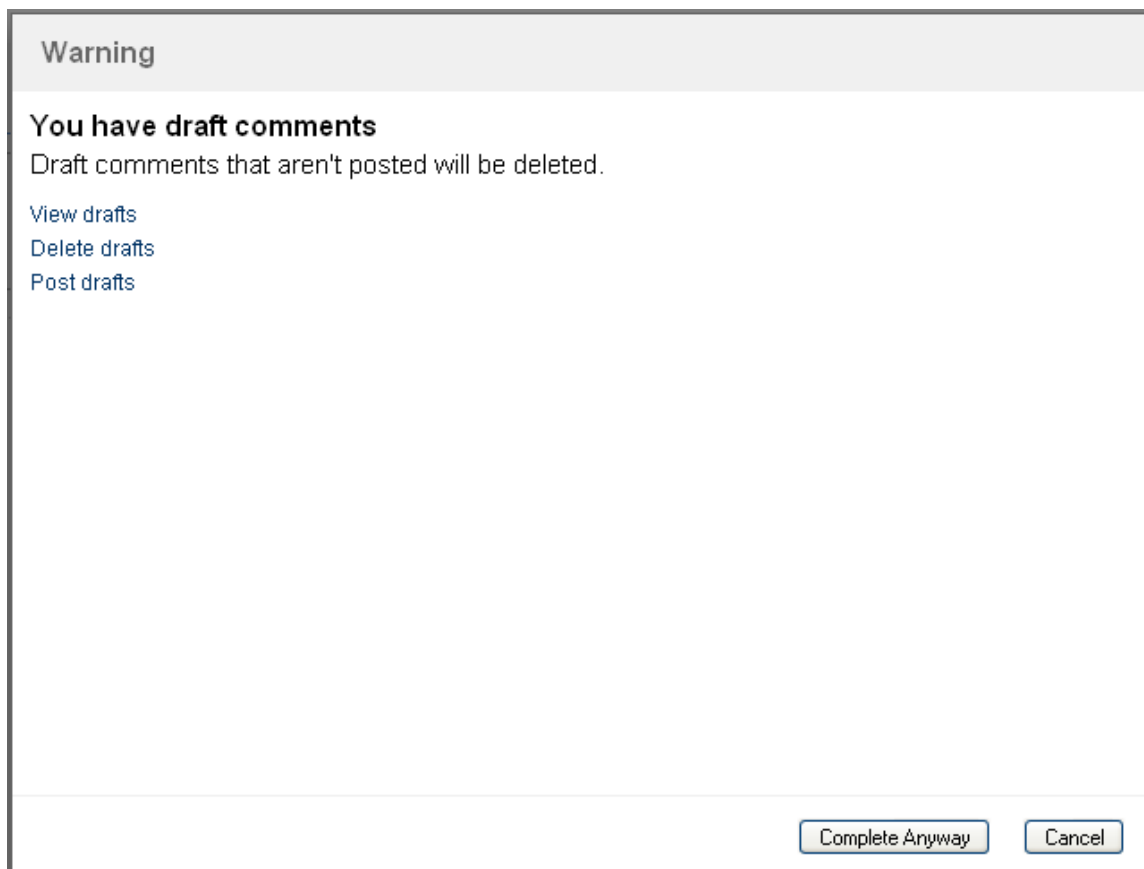 Warning
You have draft comments
Draft comments that aren't posted will be deleted.
View drafts
Delete drafts
Post drafts
Complete Anyway
Cancel